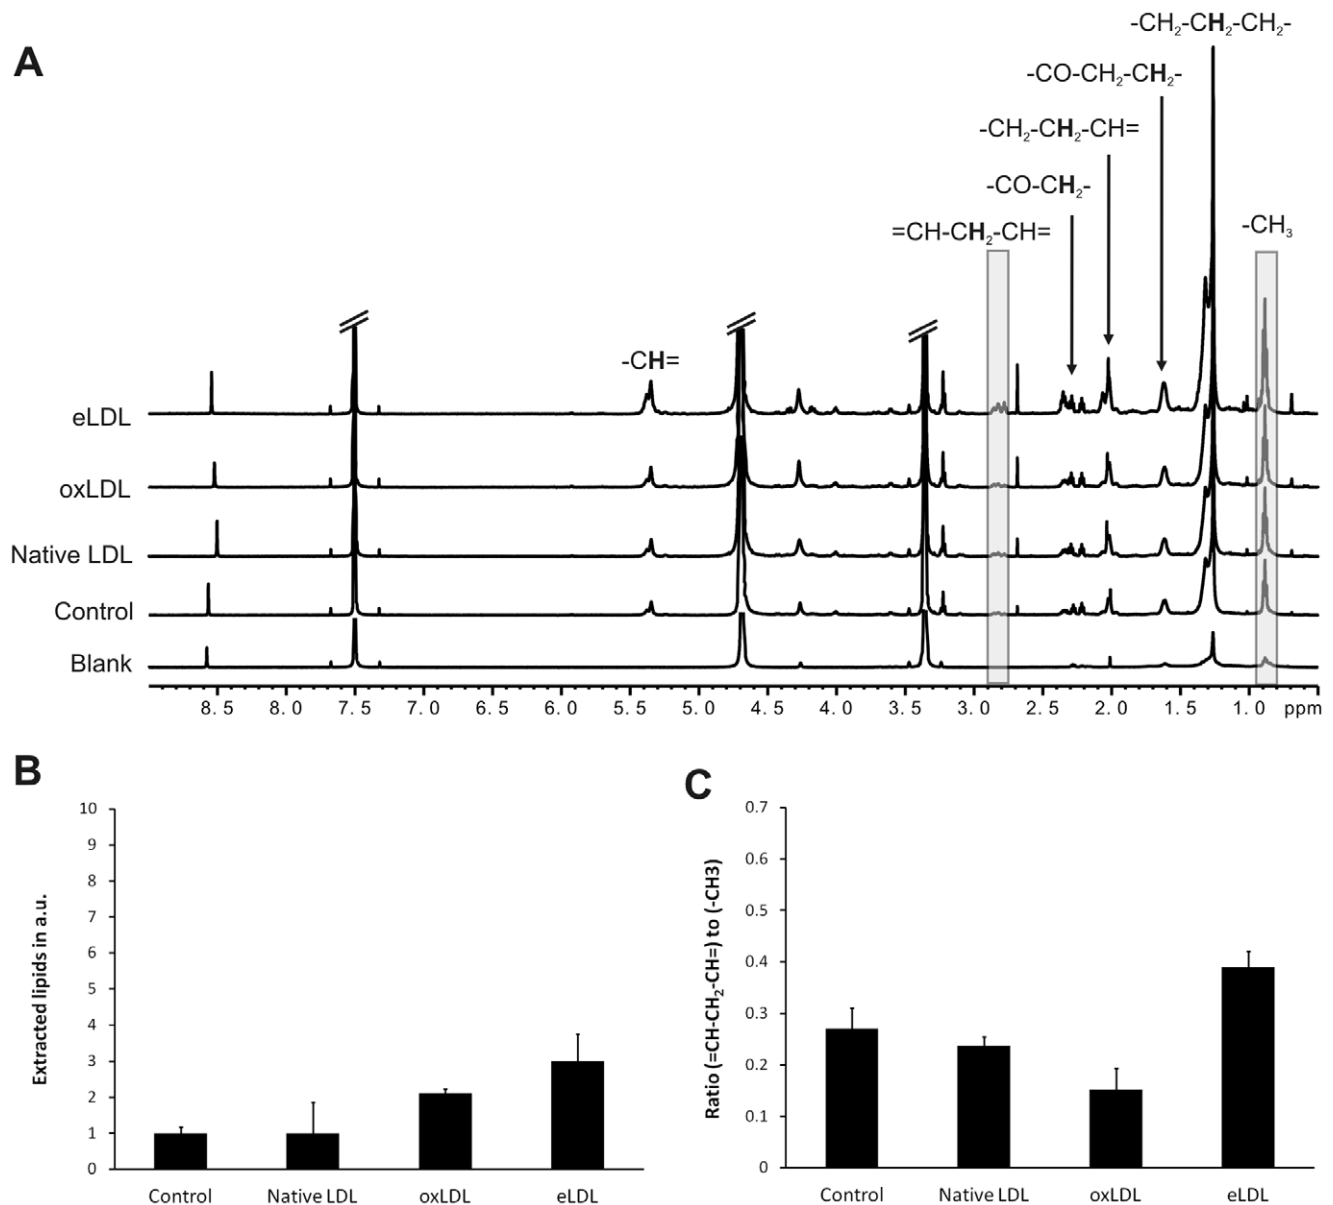 A
-CH₂-CH₂-CH₂-
-CO-CH₂-CH₂-
-CH₂-CH₂-CH=
-CO-CH₂-
=CH-CH₂-CH=
-CH₃
-CH=
eLDL
oxLDL
Native LDL
Control
Blank
8.5 8.0 7.5 7.0 6.5 6.0 5.5 5.0 4.5 4.0 3.5 3.0 2.5 2.0 1.5 1.0 ppm
B
Extracted lipids in a.u.
10
9
8
7
6
5
4
3
2
1
0
Control Native LDL oxLDL eLDL
C
Ratio (=CH-CH₂-CH=) to (-CH3)
0.7
0.6
0.5
0.4
0.3
0.2
0.1
0
Control Native LDL oxLDL eLDL